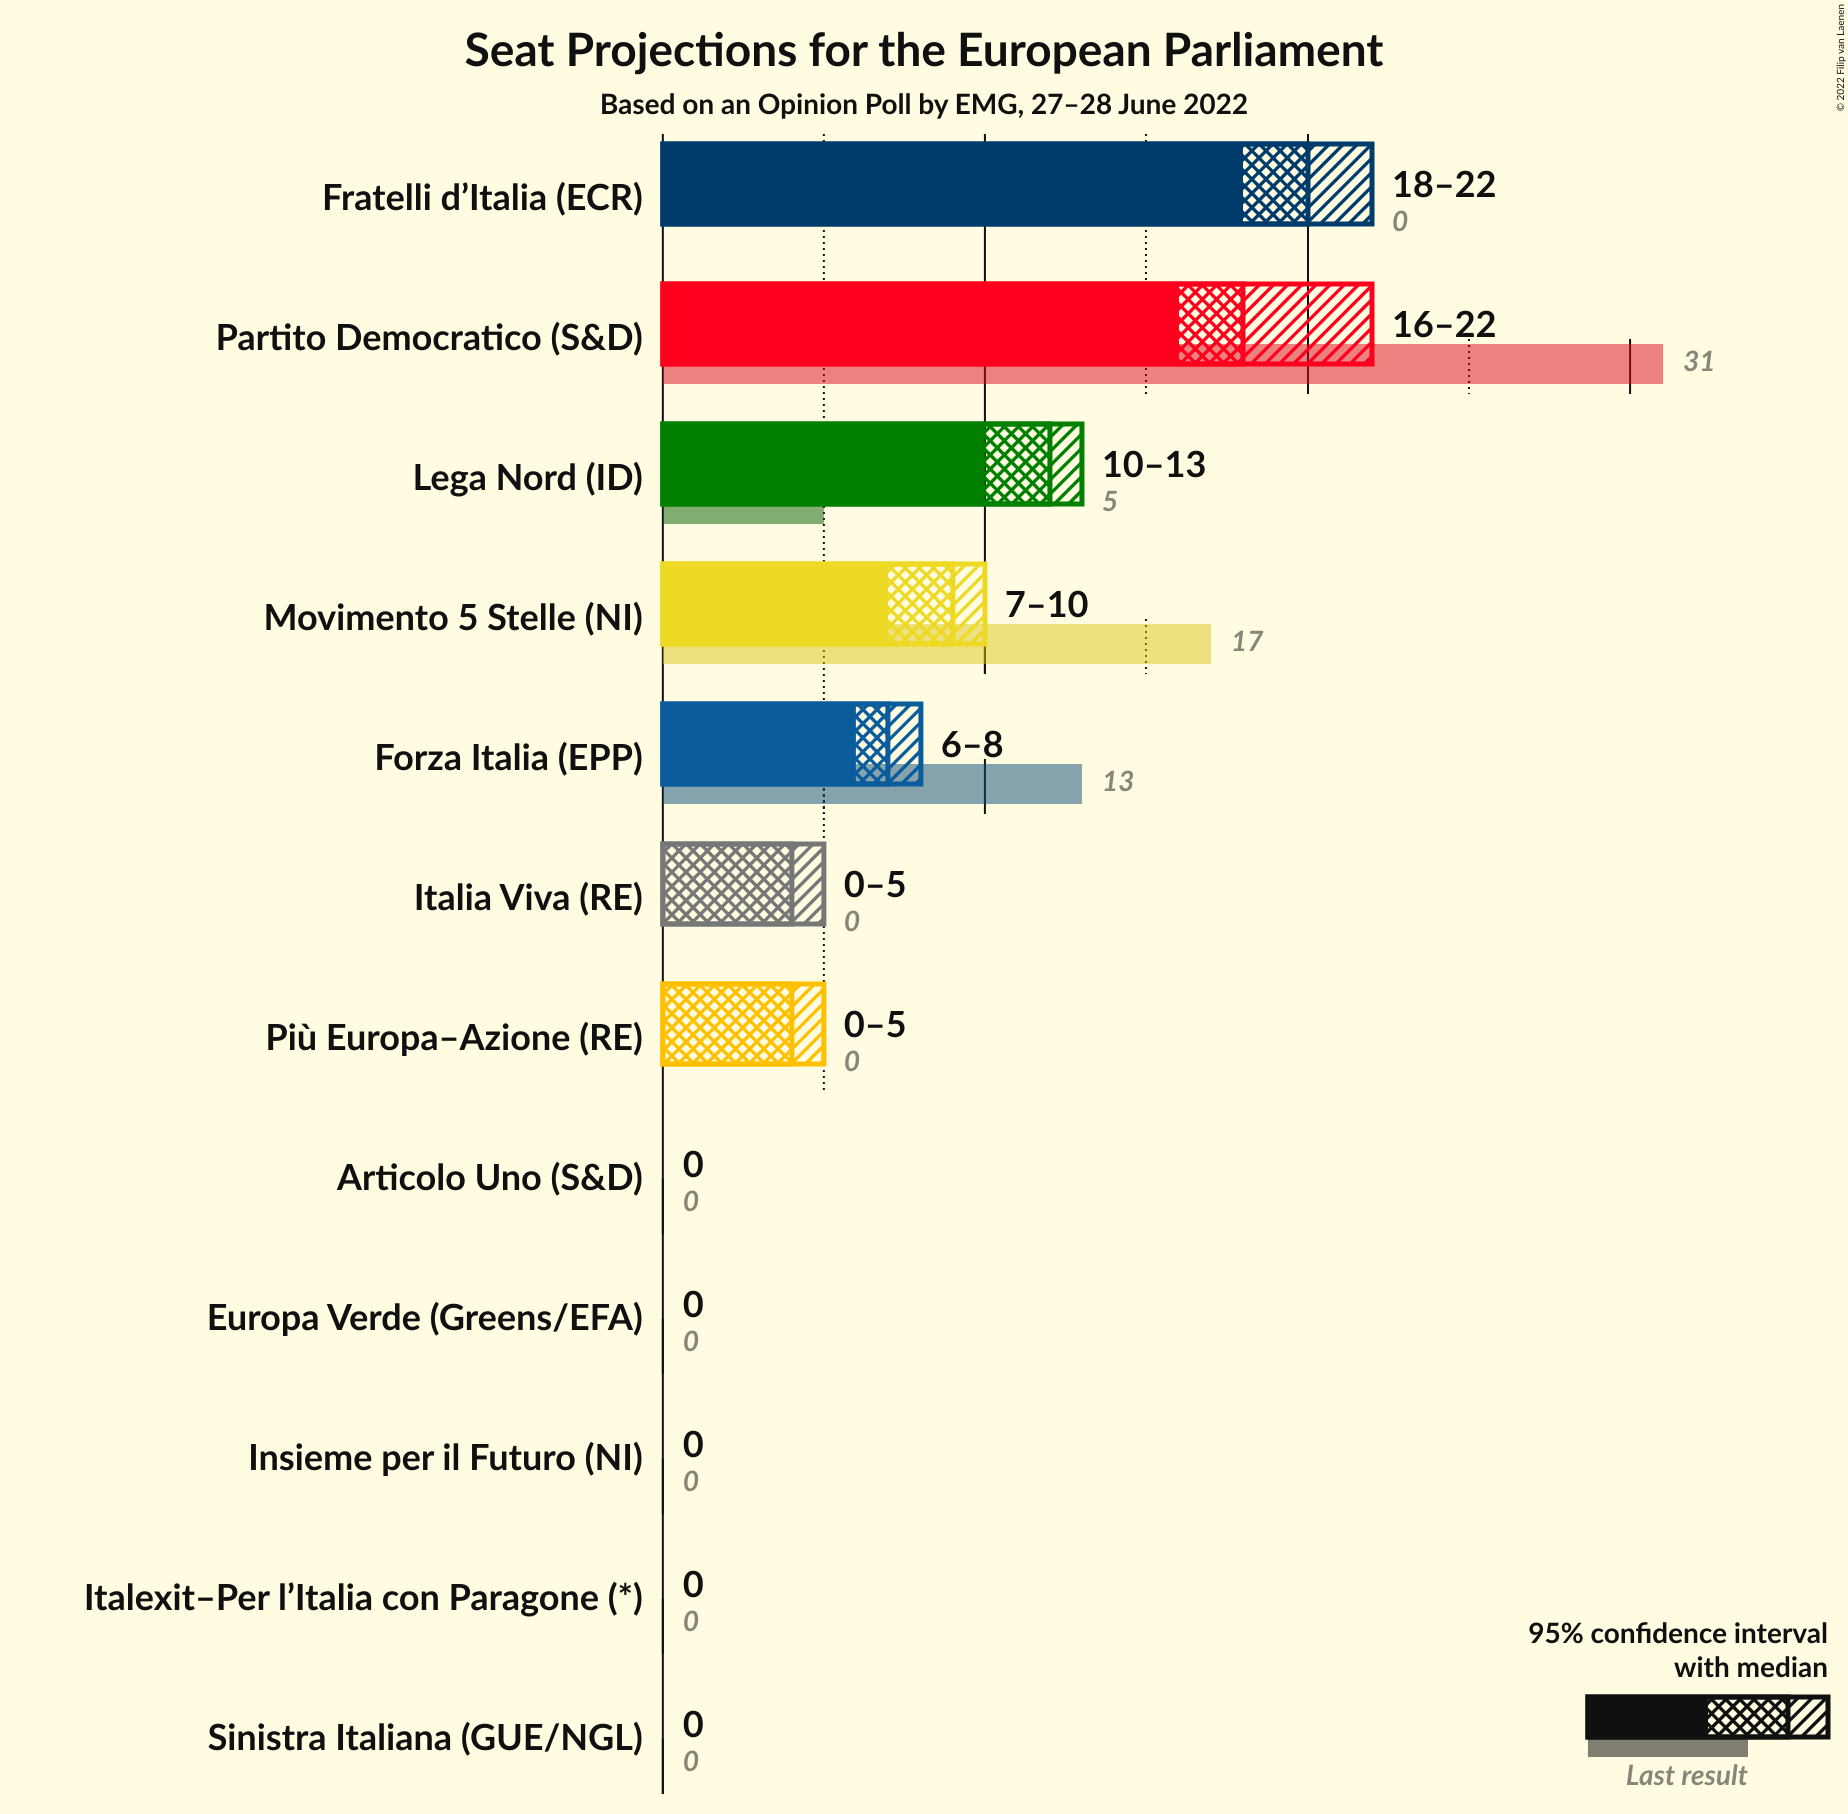 Seat Projections for the European Parliament
Based on an Opinion Poll by EMG, 27–28 June 2022
© 2022 Filip van Laenen
Fratelli d’Italia (ECR)
18–22
0
Partito Democratico (S&D)
16–22
31
Lega Nord (ID)
10–13
5
Movimento 5 Stelle (NI)
7–10
17
Forza Italia (EPP)
6–8
13
Italia Viva (RE)
0–5
0
Più Europa–Azione (RE)
0–5
0
Articolo Uno (S&D)
0
0
Europa Verde (Greens/EFA)
0
0
Insieme per il Futuro (NI)
0
0
Italexit–Per l’Italia con Paragone (*)
0
0
Sinistra Italiana (GUE/NGL)
0
0
95% confidence interval
with median
Last result